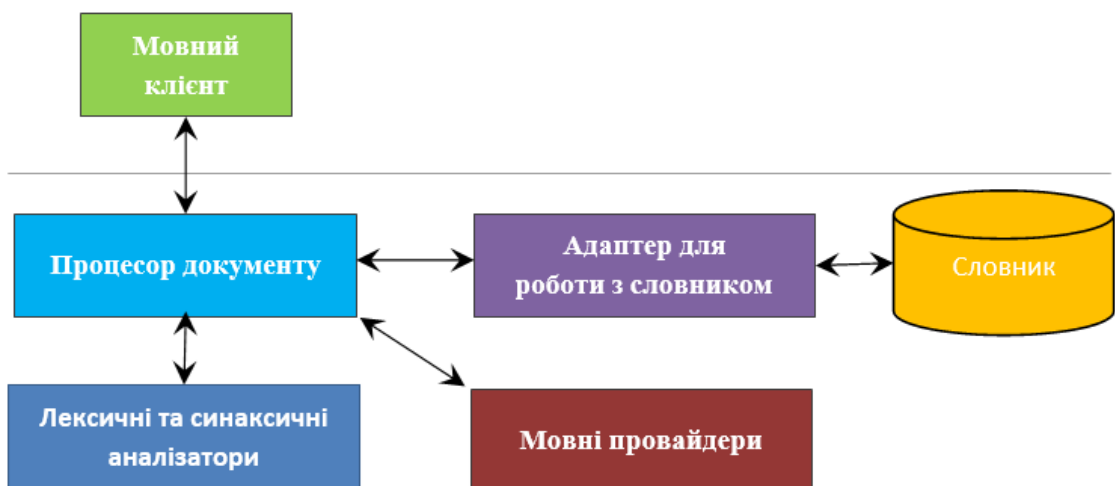 Мовний
клієнт
Процесор документу
Адаптер для
роботи з словником
Словник
Лексичні та синаксичні
аналізатори
Мовні провайдери